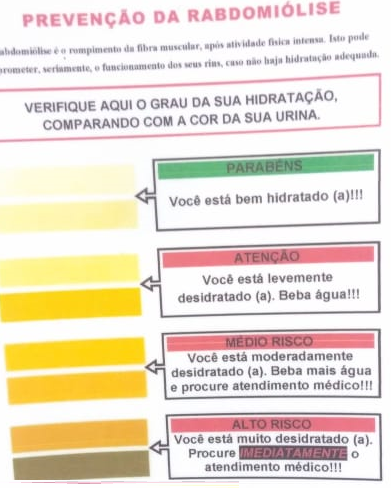 PREVENÇÃO DA RABDOMIÓLISE
abdomiólise é o rompimento da fibra muscular, após atividade física intensa. Isto pode
prometer, seriamente, o funcionamento dos seus rins, caso não haja hidratação adequada.
VERIFIQUE AQUI O GRAU DA SUA HIDRATAÇÃO,
COMPARANDO COM A COR DA SUA URINA.
PARABÉNS
Você está bem hidratado (a)!!!
ATENÇÃO
Você está levemente
desidratado (a). Beba água!!!
MÉDIO RISCO
Você está moderadamente
desidratado (a). Beba mais água
e procure atendimento médico!!!
ALTO RISCO
Você está muito desidratado (a).
Procure IMEDIATAMENTE o
atendimento médico!!!